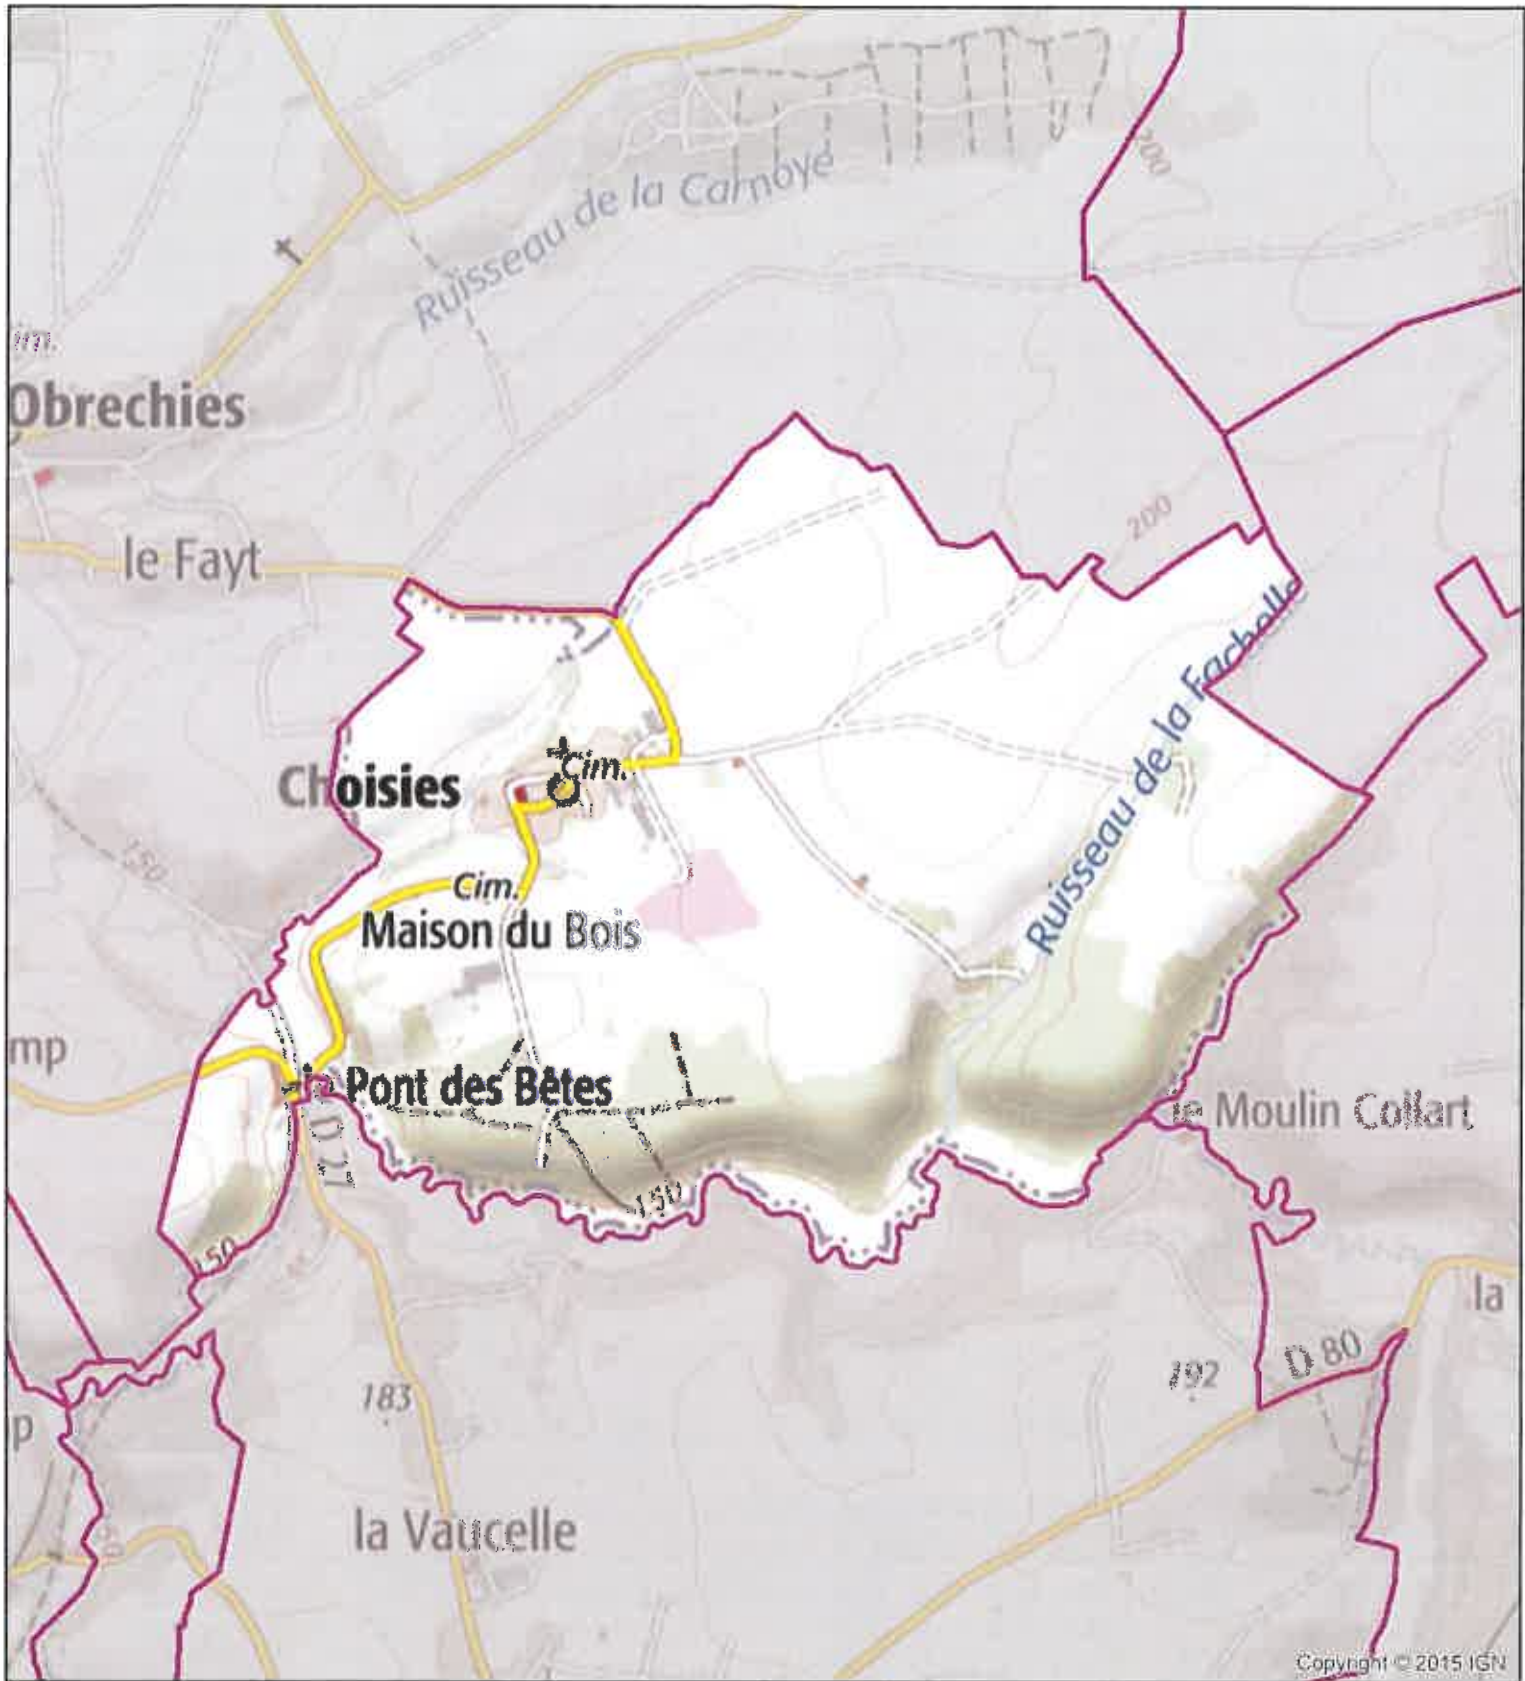 200
Ruisseau de la Carnoye
im.
Obrechies
200
le Fayt
Ruisseau de la Fachelle
Cim.
Choisies
150
Cim.
Maison du Bois
mp
Pont des Bêtes
le Moulin Collart
D 27
150
150
la
D 80
192
183
p
la Vaucelle
Copyright © 2015 IGN